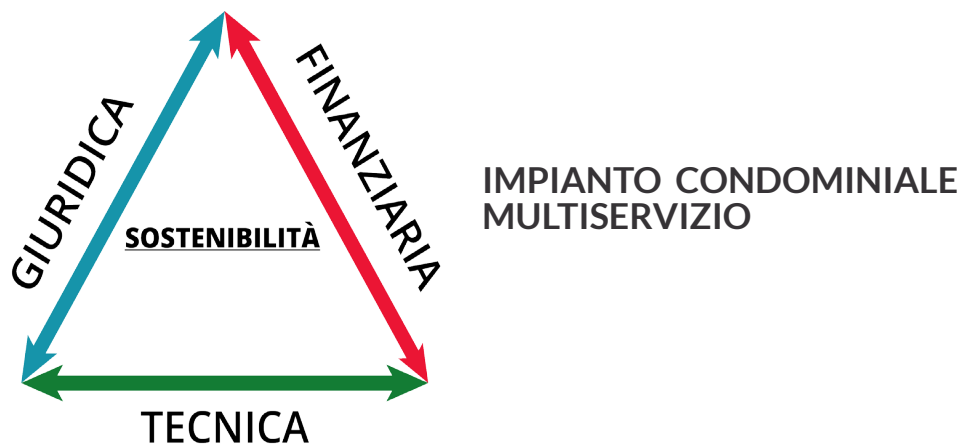 GIURIDICA
FINANZIARIA
SOSTENIBILITÀ
TECNICA
IMPIANTO CONDOMINIALE
MULTISERVIZIO